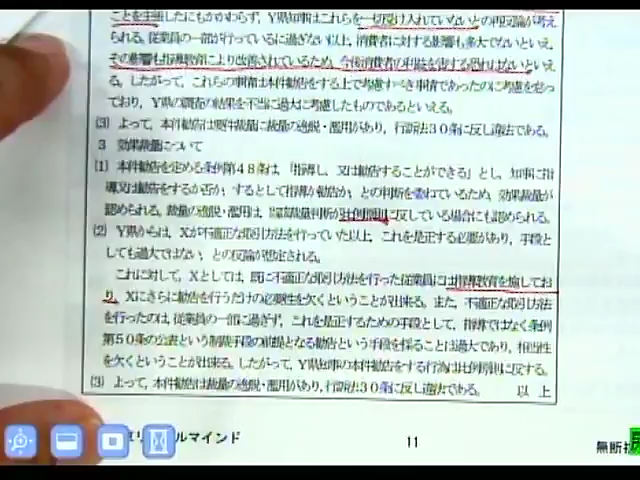 ことを主張したにもかかわらず、Y県知事はこれらを一切受け入れていないとの再反論が考え
られる。従業員の一部が行っているに過ぎない以上、消費者に対する影響も多大でないといえ、
その影響も指導教育により改善されているため、今後消費者の利益を害する恐れはないといえ
る。したがって、これらの事情は本件勧告をする上で考慮すべき事情であったのに考慮を怠っ
ており、Y県の調査の結果を不当に過大に考慮したものであるといえる。
(3) よって、本件勧告は要件裁量に裁量の逸脱・濫用があり、行訴法30条に反し違法である。
3 効果裁量について
(1) 本件勧告を定める条例第48条は、「指導し、又は勧告することができる」とし、知事に指
導又は勧告をするか否か、するとして指導か勧告か、との判断を委ねているため、効果裁量が
認められる。裁量の逸脱・濫用は、当該裁量判断が比例原則に反している場合にも認められる。
(2) Y県からは、Xが不適正な取引方法を行っていた以上、これを是正する必要があり、手段と
しても過大ではない、との反論が想定される。
これに対して、Xとしては、既に不適正な取引方法を行った従業員には指導教育を施してお
り、Xにさらに勧告を行うだけの必要性を欠くということが出来る。また、不適正な取引方法
を行ったのは、従業員の一部に過ぎず、これを是正するための手段として、指導ではなく条例
第50条の公表という制裁手段の前提となる勧告という手段を採ることは過大であり、相当性
を欠くということが出来る。したがって、Y県知事の本件勧告をする行為は比例原則に反する。
(3) よって、本件勧告は裁量の逸脱・濫用があり、行訴法30条に反し違法である。 以上
ルマインド 11 無断